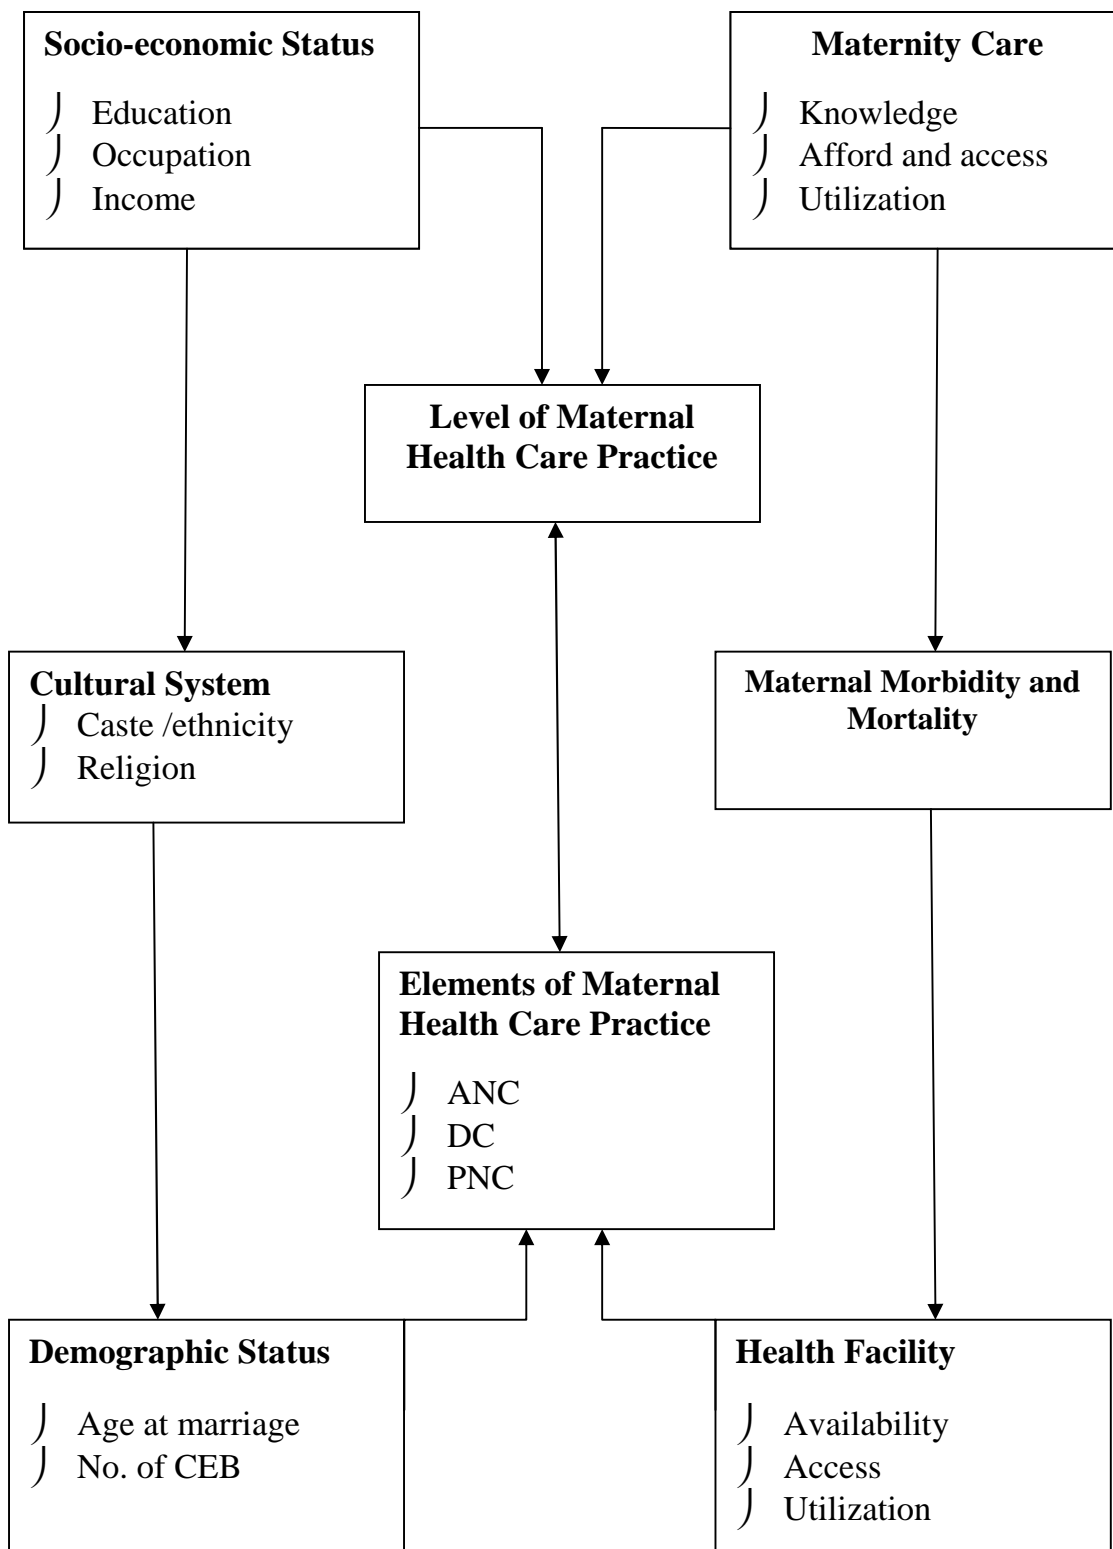 Socio-economic Status
Education
Occupation
Income
Maternity Care
Knowledge
Afford and access
Utilization
Level of Maternal
Health Care Practice
Cultural System
Caste /ethnicity
Religion
Maternal Morbidity and
Mortality
Elements of Maternal
Health Care Practice
ANC
DC
PNC
Demographic Status
Age at marriage
No. of CEB
Health Facility
Availability
Access
Utilization